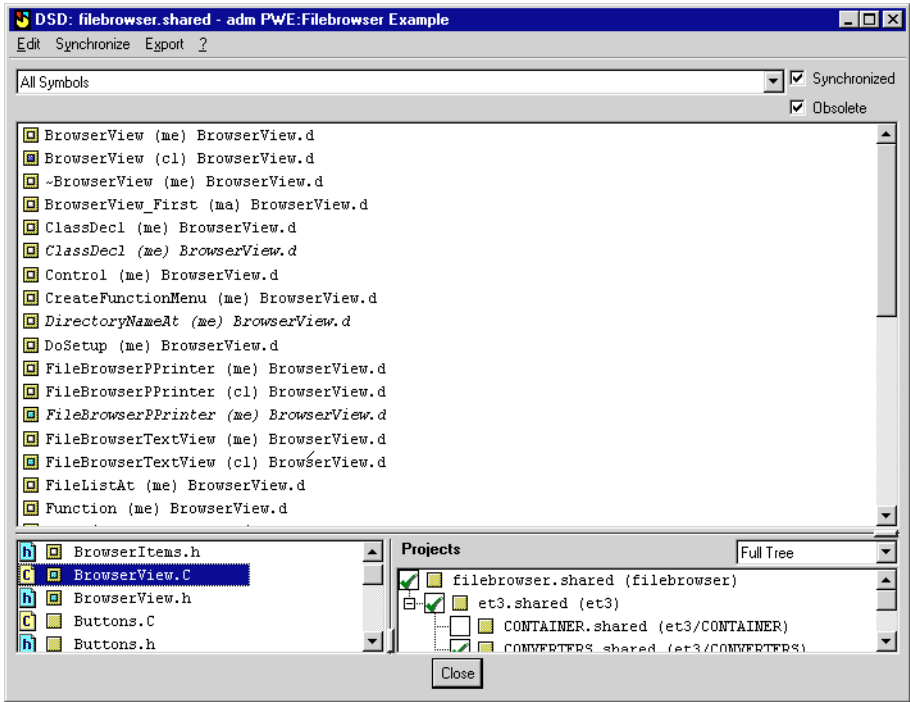 DSD: filebrowser.shared - adm PWE:Filebrowser Example
Edit Synchronize Export ?
All Symbols
Synchronized
Obsolete
BrowserView (me) BrowserView.d
BrowserView (cl) BrowserView.d
~BrowserView (me) BrowserView.d
BrowserView_First (ma) BrowserView.d
ClassDecl (me) BrowserView.d
ClassDecl (me) BrowserView.d
Control (me) BrowserView.d
CreateFunctionMenu (me) BrowserView.d
DirectoryNameAt (me) BrowserView.d
DoSetup (me) BrowserView.d
FileBrowserPPrinter (me) BrowserView.d
FileBrowserPPrinter (cl) BrowserView.d
FileBrowserPPrinter (me) BrowserView.d
FileBrowserTextView (me) BrowserView.d
FileBrowserTextView (cl) BrowserView.d
FileListAt (me) BrowserView.d
Function (me) BrowserView.d
h BrowserItems.h
C BrowserView.C
h BrowserView.h
C Buttons.C
h Buttons.h
Projects
Full Tree
filebrowser.shared (filebrowser)
et3.shared (et3)
CONTAINER.shared (et3/CONTAINER)
CONVERTERS.shared (et3/CONVERTERS)
Close